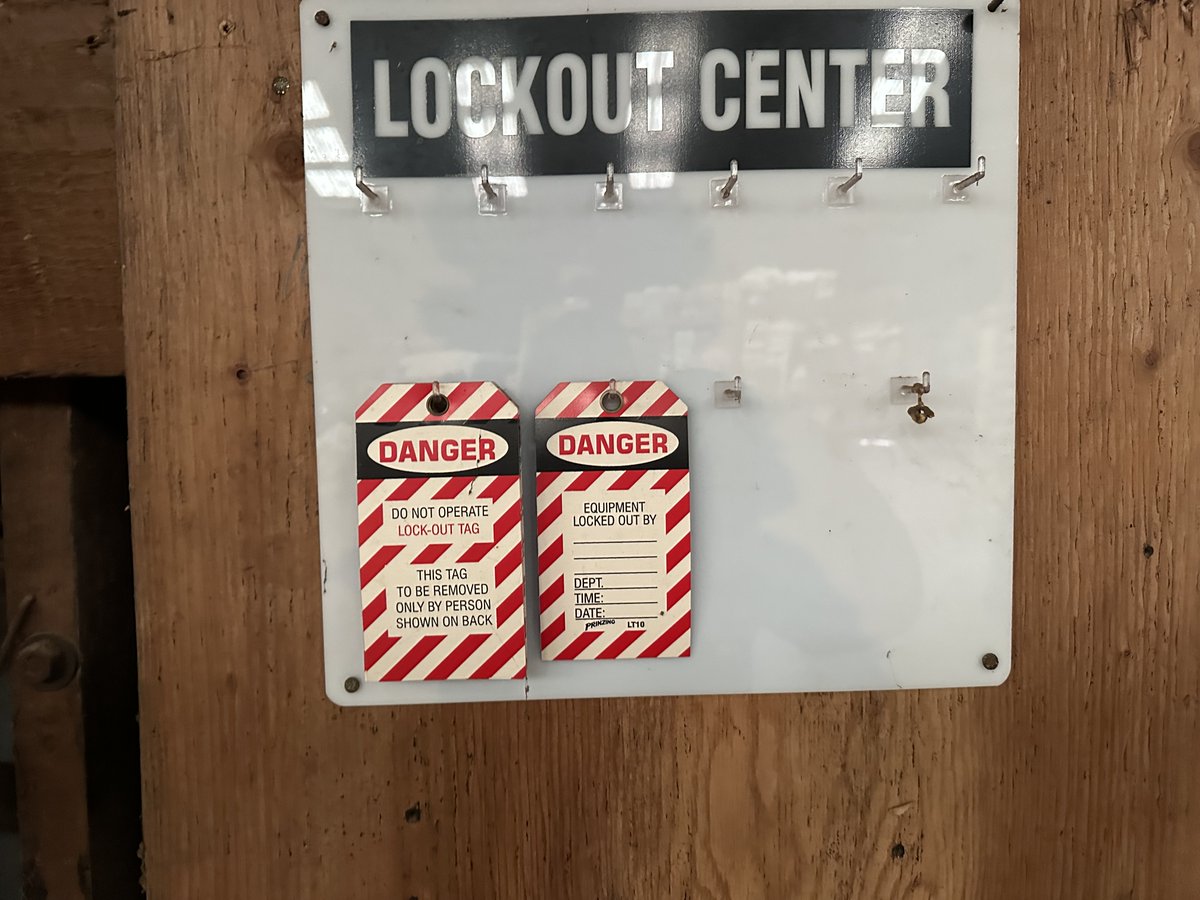 LOCKOUT CENTER
DANGER
DO NOT OPERATE
LOCK-OUT TAG
THIS TAG
TO BE REMOVED
ONLY BY PERSON
SHOWN ON BACK
DANGER
EQUIPMENT
LOCKED OUT BY
DEPT.
TIME:
DATE:
PRINZING LT10